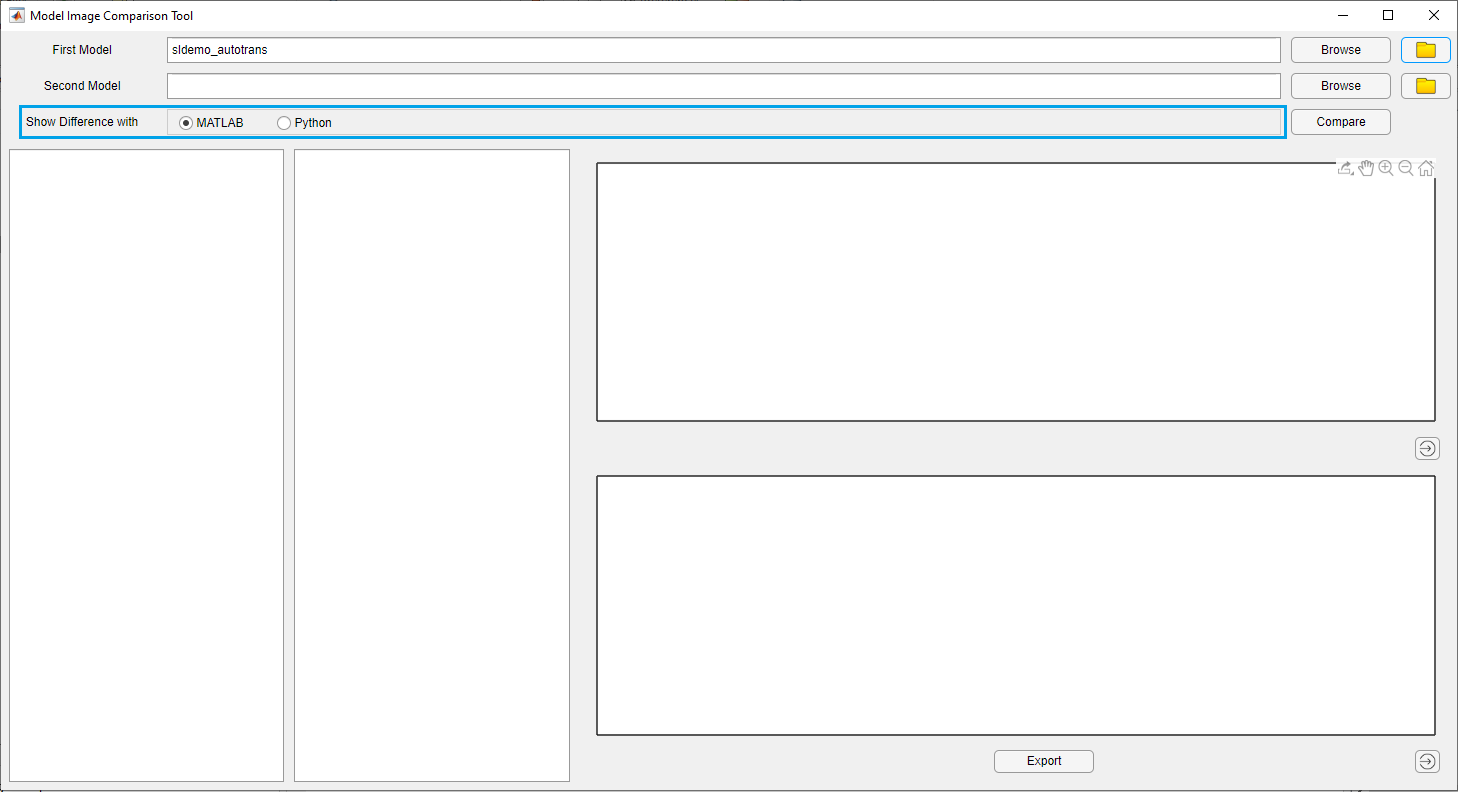 Model Image Comparison Tool
First Model sldemo_autotrans Browse
Second Model Browse
Show Difference with MATLAB Python Compare
Export